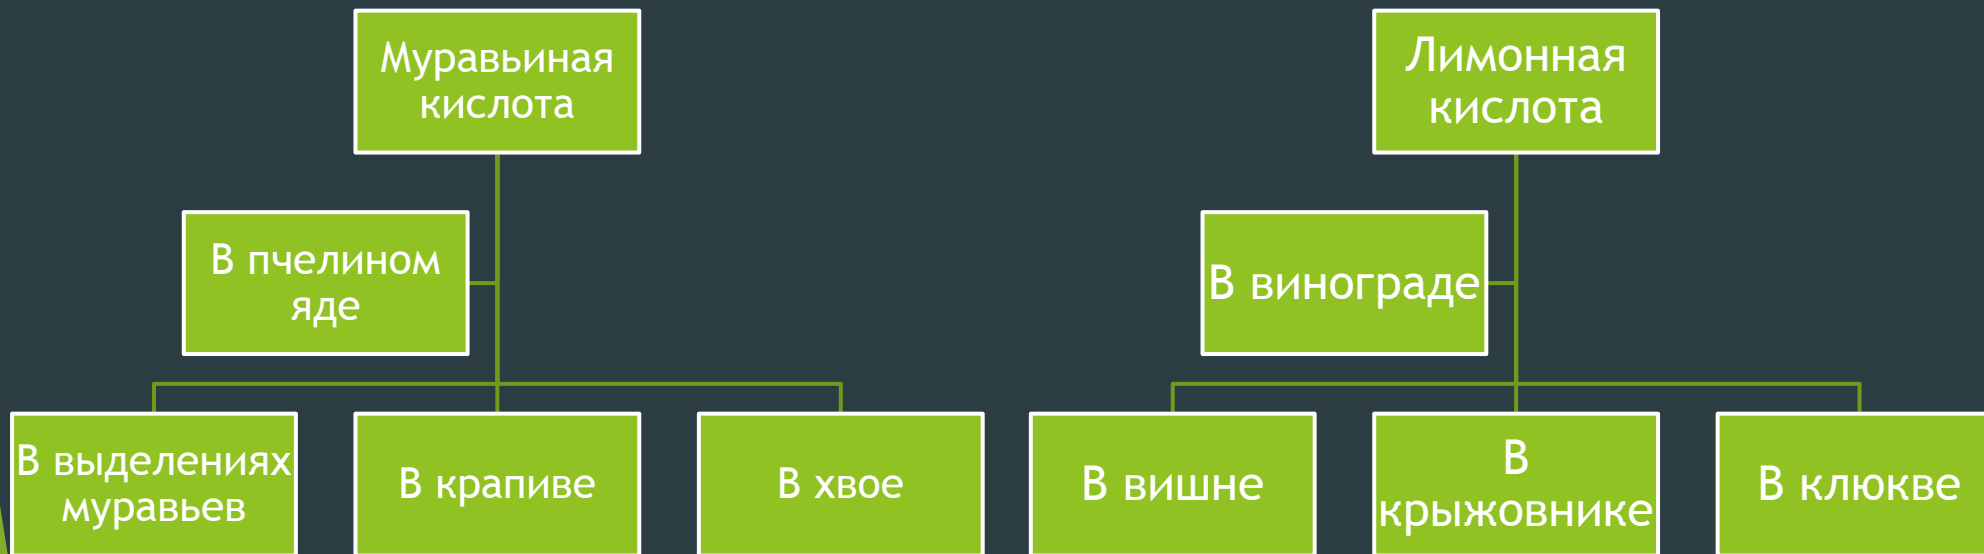 Муравьиная
кислота
В пчелином
яде
В выделениях
муравьев
В крапиве
В хвое
Лимонная
кислота
В винограде
В вишне
В
крыжовнике
В клюкве